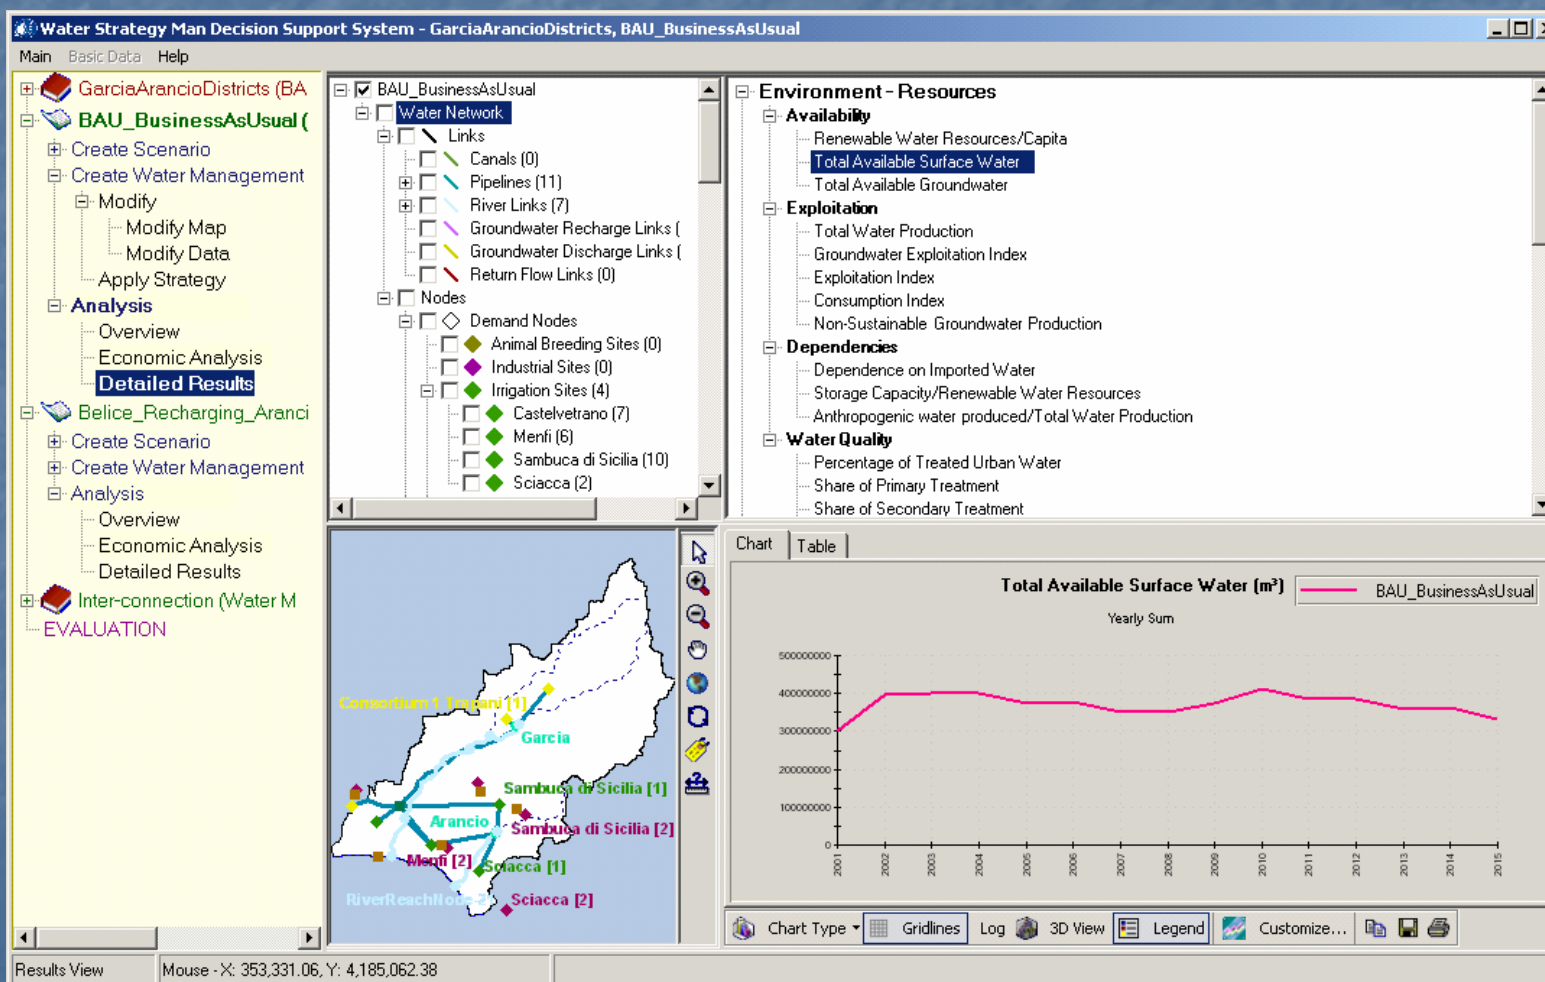 Water Strategy Man Decision Support System - GarciaArancioDistricts, BAU_BusinessAsUsual
Main Basic Data Help
GarciaArancioDistricts (BA
BAU_BusinessAsUsual (
Create Scenario
Create Water Management
Modify
Modify Map
Modify Data
Apply Strategy
Analysis
Overview
Economic Analysis
Detailed Results
Belice_Recharging_Aranci
Create Scenario
Create Water Management
Analysis
Overview
Economic Analysis
Detailed Results
Inter-connection (Water M
EVALUATION
BAU_BusinessAsUsual
Water Network
Links
Canals (0)
Pipelines (11)
River Links (7)
Groundwater Recharge Links (
Groundwater Discharge Links (
Return Flow Links (0)
Nodes
Demand Nodes
Animal Breeding Sites (0)
Industrial Sites (0)
Irrigation Sites (4)
Castelvetrano (7)
Menfi (6)
Sambuca di Sicilia (10)
Sciacca (2)
Environment - Resources
Availability
Renewable Water Resources/Capita
Total Available Surface Water
Total Available Groundwater
Exploitation
Total Water Production
Groundwater Exploitation Index
Exploitation Index
Consumption Index
Non-Sustainable Groundwater Production
Dependencies
Dependence on Imported Water
Storage Capacity/Renewable Water Resources
Anthropogenic water produced/Total Water Production
Water Quality
Percentage of Treated Urban Water
Share of Primary Treatment
Share of Secondary Treatment
Consortium 1 Trapani [1]
Garcia
Sambuca di Sicilia [1]
Arancio
Sambuca di Sicilia [2]
Menfi [2]
Sciacca [1]
RiverReachNode
Sciacca [2]
Chart Table
Total Available Surface Water (m³)
BAU_BusinessAsUsual
Yearly Sum
500000000
400000000
300000000
200000000
100000000
0
2001 2002 2003 2004 2005 2006 2007 2008 2009 2010 2011 2012 2013 2014 2015
Chart Type Gridlines Log 3D View Legend Customize...
Results View Mouse - X: 353,331.06, Y: 4,185,062.38